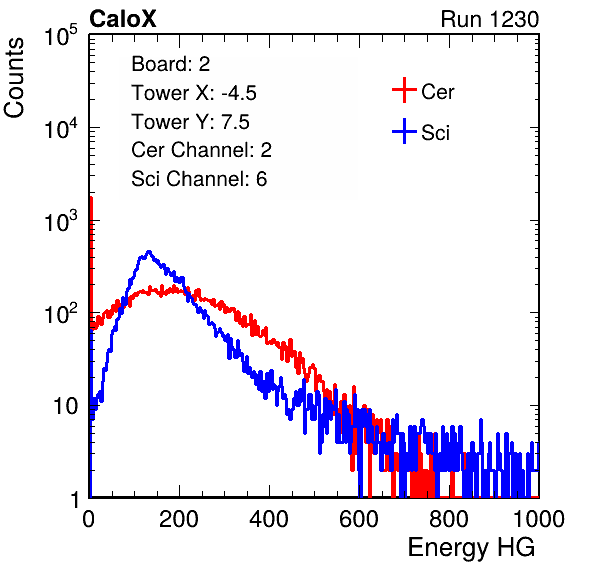 CaloX Run 1230
Counts
10^5
10^4
10^3
10^2
10
1
Board: 2
Tower X: -4.5
Tower Y: 7.5
Cer Channel: 2
Sci Channel: 6
Cer
Sci
0 200 400 600 800 1000
Energy HG